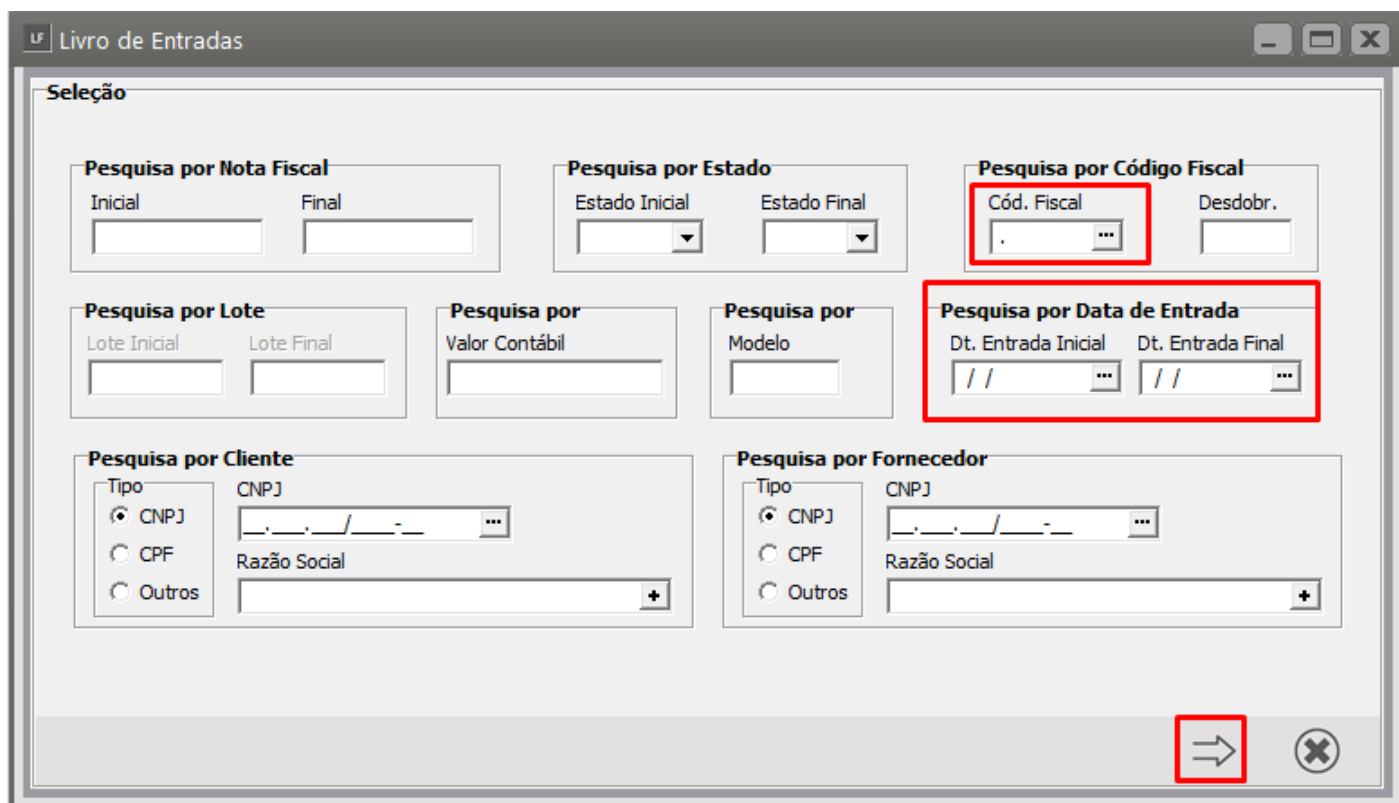 LF Livro de Entradas
Seleção
Pesquisa por Nota Fiscal
Inicial Final
Pesquisa por Estado
Estado Inicial Estado Final
Pesquisa por Código Fiscal
Cód. Fiscal Desdobr.
. ...
Pesquisa por Lote
Lote Inicial Lote Final
Pesquisa por
Valor Contábil
Pesquisa por
Modelo
Pesquisa por Data de Entrada
Dt. Entrada Inicial Dt. Entrada Final
/ / ... / / ...
Pesquisa por Cliente
Tipo
CNPJ
CPF
Outros
CNPJ
__.___.___/____-__ ...
Razão Social
+
Pesquisa por Fornecedor
Tipo
CNPJ
CPF
Outros
CNPJ
__.___.___/____-__ ...
Razão Social
+